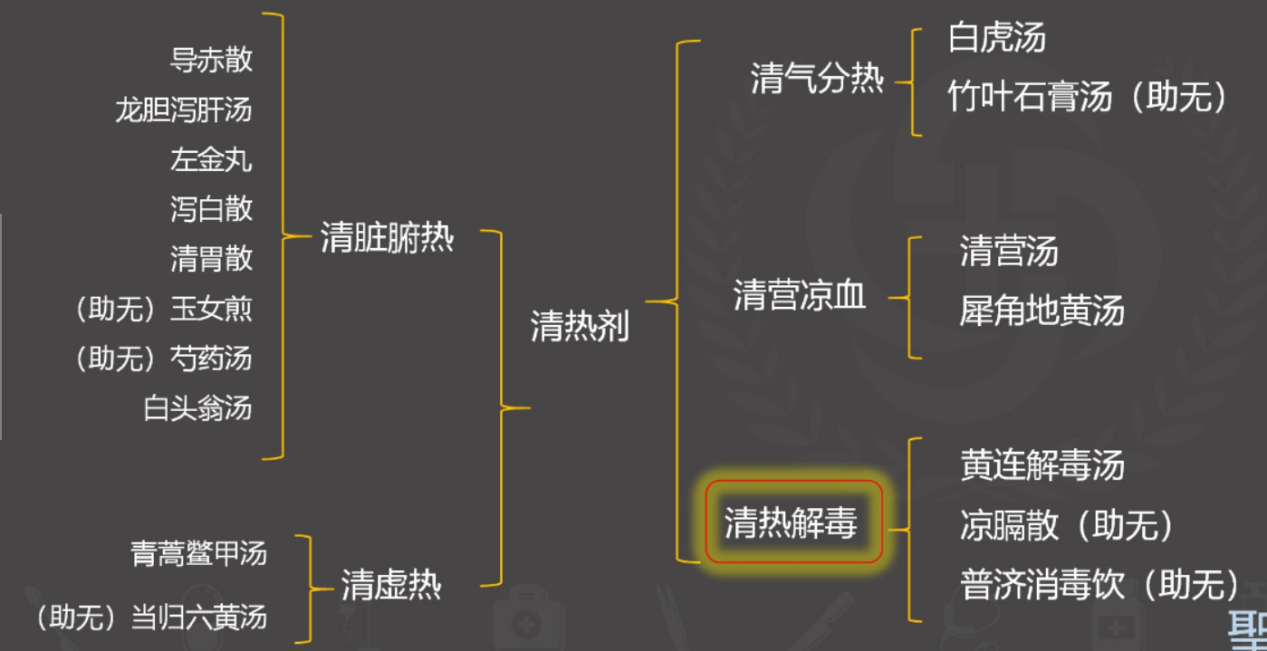 导赤散
龙胆泻肝汤
左金丸
泻白散
清胃散
（助无）玉女煎
（助无）芍药汤
白头翁汤
清脏腑热
青蒿鳖甲汤
（助无）当归六黄汤
清虚热
清热剂
清气分热
白虎汤
竹叶石膏汤（助无）
清营凉血
清营汤
犀角地黄汤
清热解毒
黄连解毒汤
凉膈散（助无）
普济消毒饮（助无）